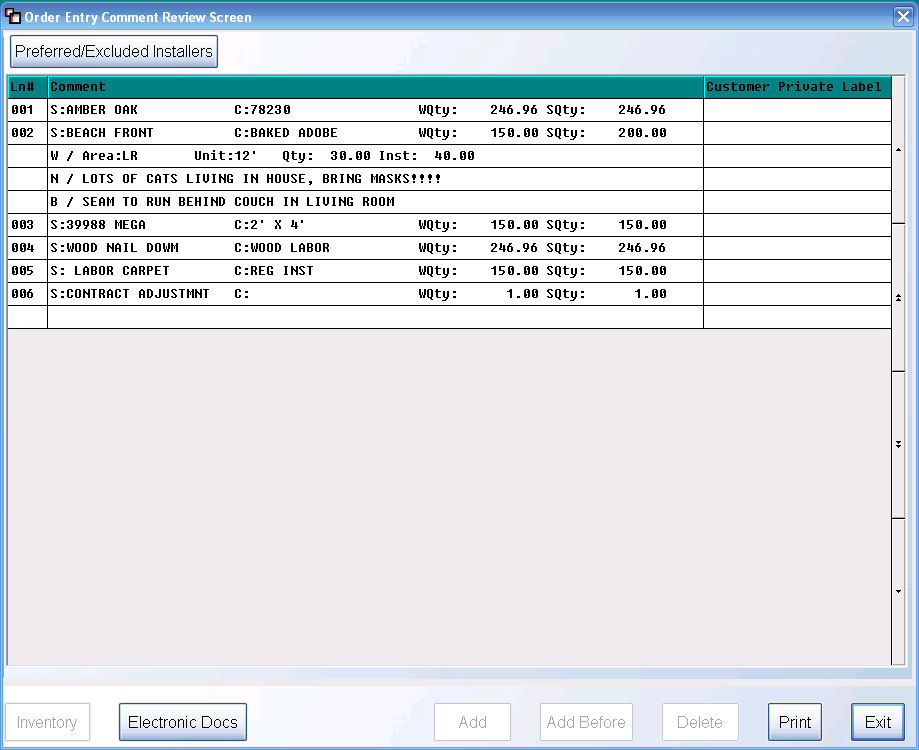 Order Entry Comment Review Screen
Preferred/Excluded Installers
Ln# Comment Customer Private Label
001 S:AMBER OAK C:78230 WQty: 246.96 SQty: 246.96
002 S:BEACH FRONT C:BAKED ADOBE WQty: 150.00 SQty: 200.00
W / Area:LR Unit:12' Qty: 30.00 Inst: 40.00
N / LOTS OF CATS LIVING IN HOUSE, BRING MASKS!!!!
B / SEAM TO RUN BEHIND COUCH IN LIVING ROOM
003 S:39988 MEGA C:2' X 4' WQty: 150.00 SQty: 150.00
004 S:WOOD NAIL DOWM C:WOOD LABOR WQty: 246.96 SQty: 246.96
005 S: LABOR CARPET C:REG INST WQty: 150.00 SQty: 150.00
006 S:CONTRACT ADJUSTMNT C: WQty: 1.00 SQty: 1.00
Inventory Electronic Docs Add Add Before Delete Print Exit